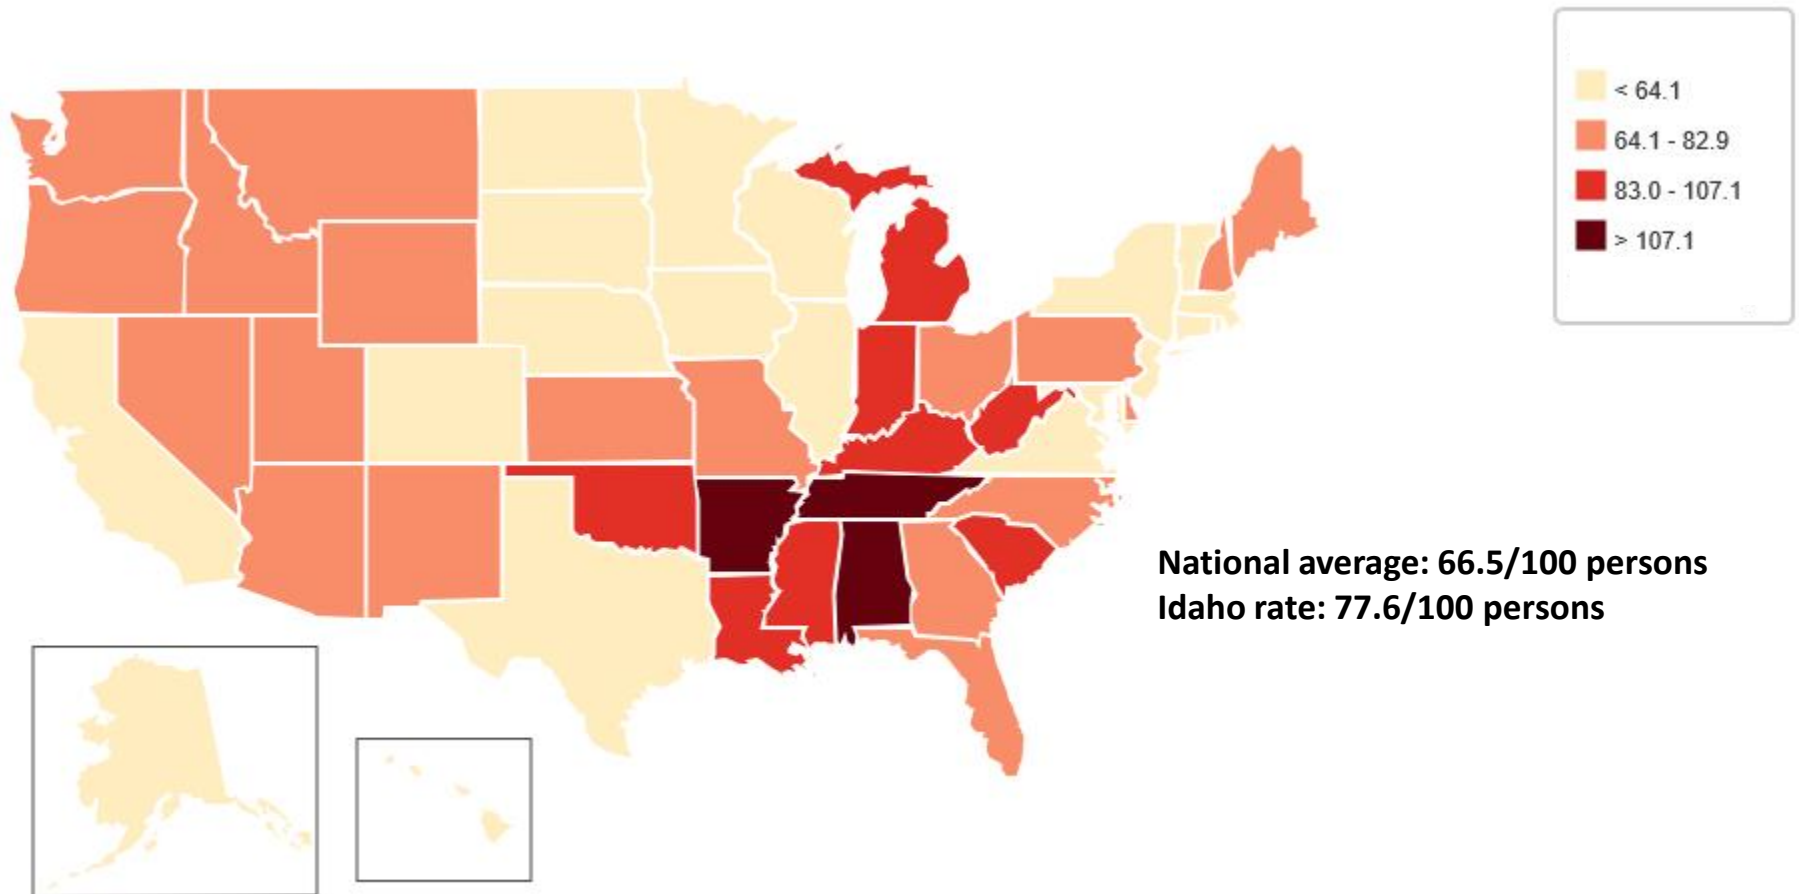 < 64.1
64.1 - 82.9
83.0 - 107.1
> 107.1
National average: 66.5/100 persons
Idaho rate: 77.6/100 persons